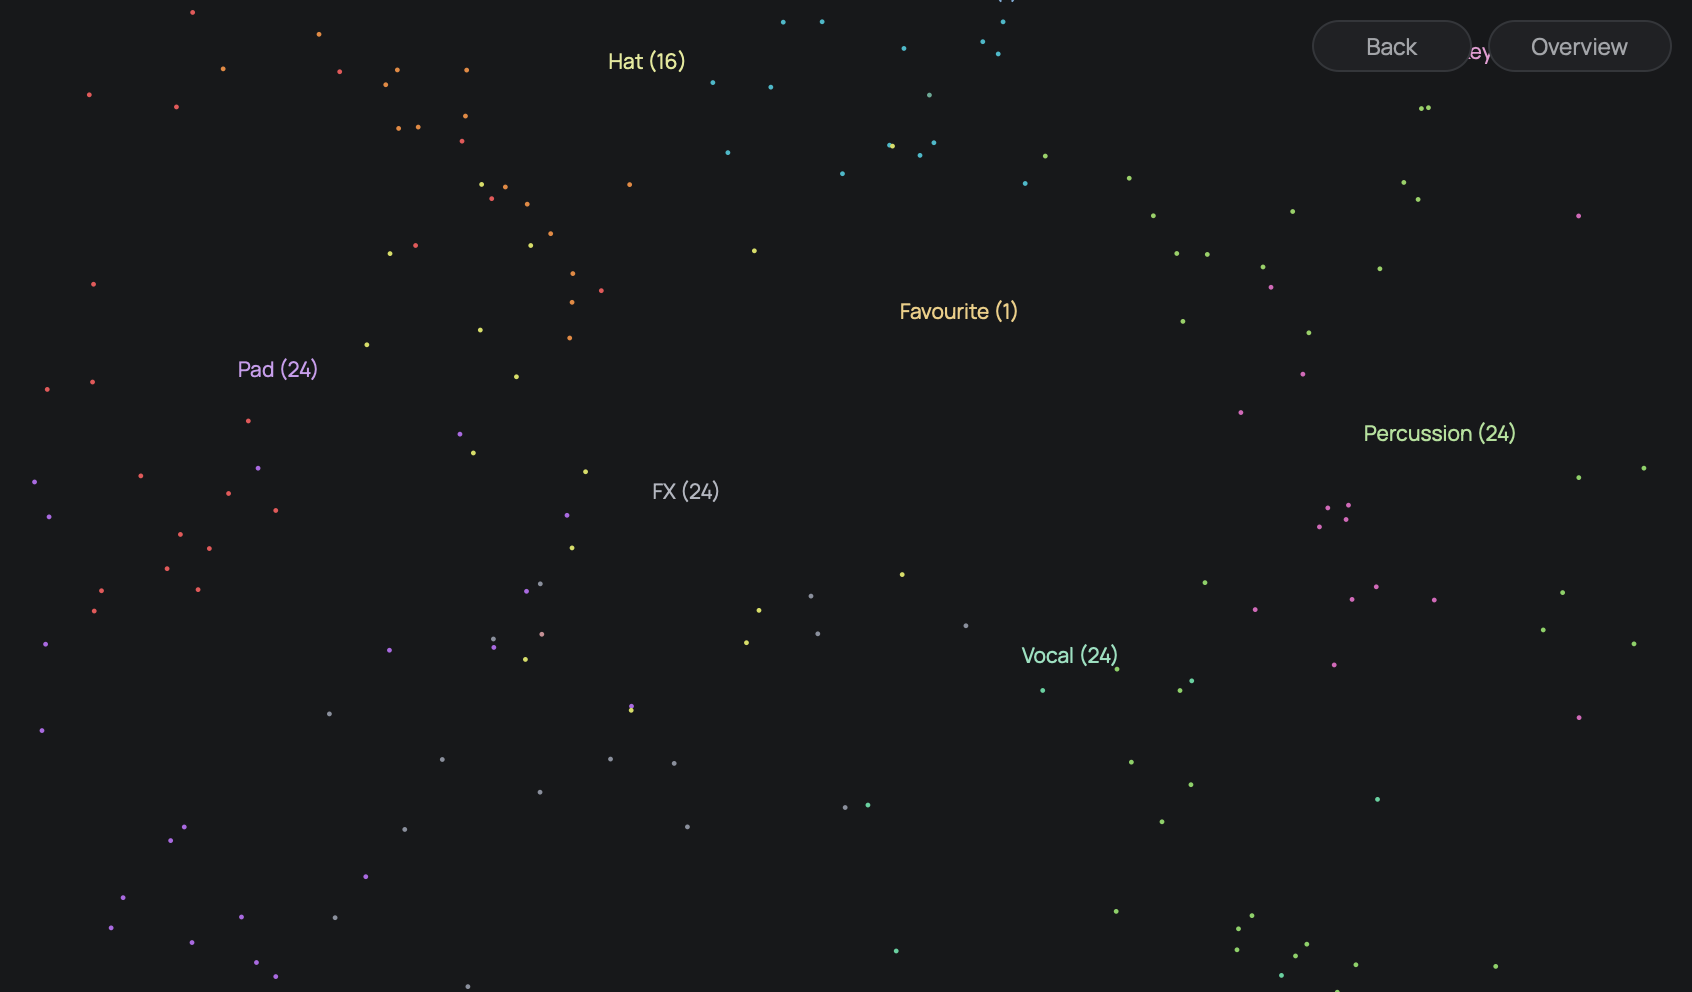 Back
Overview
Hat (16)
Favourite (1)
Pad (24)
Percussion (24)
FX (24)
Vocal (24)